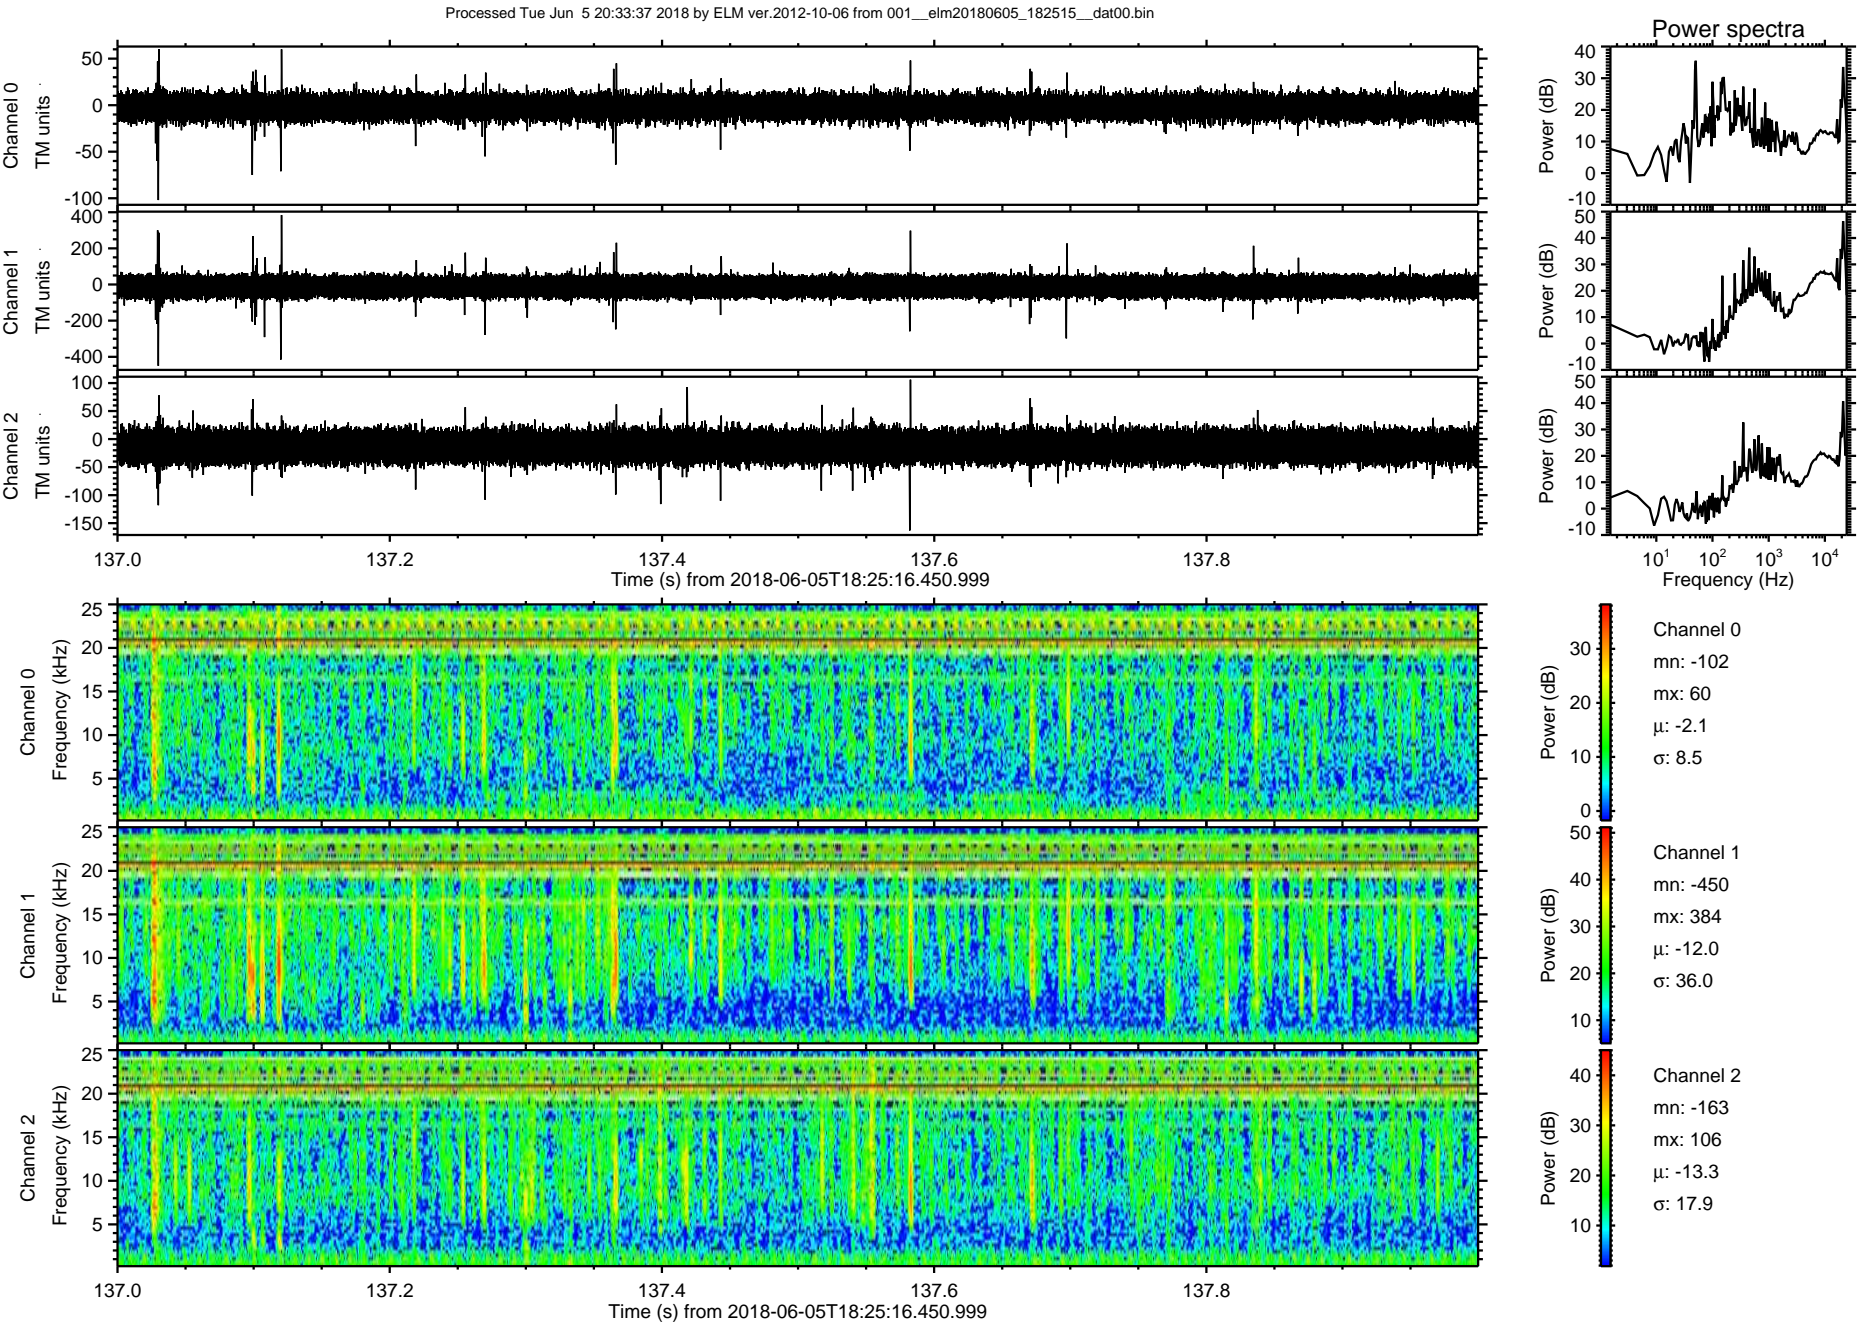 Processed Tue Jun  5 20:33:37 2018 by ELM ver.2012-10-06 from 001__elm20180605_182515__dat00.bin
Power spectra
Channel 0
TM units
50
0
-50
-100
Power (dB)
40
30
20
10
0
-10
Channel 1
TM units
400
200
0
-200
-400
Power (dB)
50
40
30
20
10
0
-10
Channel 2
TM units
100
50
0
-50
-100
-150
Power (dB)
50
40
30
20
10
0
-10
137.0 137.2 137.4 137.6 137.8
Time (s) from 2018-06-05T18:25:16.450.999
10^1 10^2 10^3 10^4
Frequency (Hz)
Channel 0
Frequency (kHz)
25
20
15
10
5
Power (dB)
30
20
10
0
Channel 0
mn: -102
mx: 60
μ: -2.1
σ: 8.5
Channel 1
Frequency (kHz)
25
20
15
10
5
Power (dB)
50
40
30
20
10
Channel 1
mn: -450
mx: 384
μ: -12.0
σ: 36.0
Channel 2
Frequency (kHz)
25
20
15
10
5
Power (dB)
40
30
20
10
Channel 2
mn: -163
mx: 106
μ: -13.3
σ: 17.9
137.0 137.2 137.4 137.6 137.8
Time (s) from 2018-06-05T18:25:16.450.999